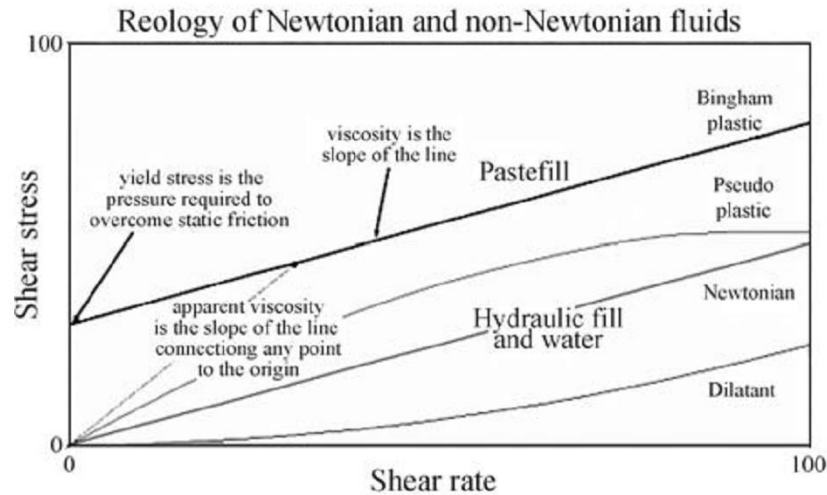 Reology of Newtonian and non-Newtonian fluids
100
Bingham
plastic
viscosity is the
slope of the line
Pastefill
yield stress is the
pressure required to
overcome static friction
Pseudo
plastic
Shear stress
apparent viscosity
is the slope of the line
connectiong any point
to the origin
Hydraulic fill
and water
Newtonian
Dilatant
0
0
Shear rate
100